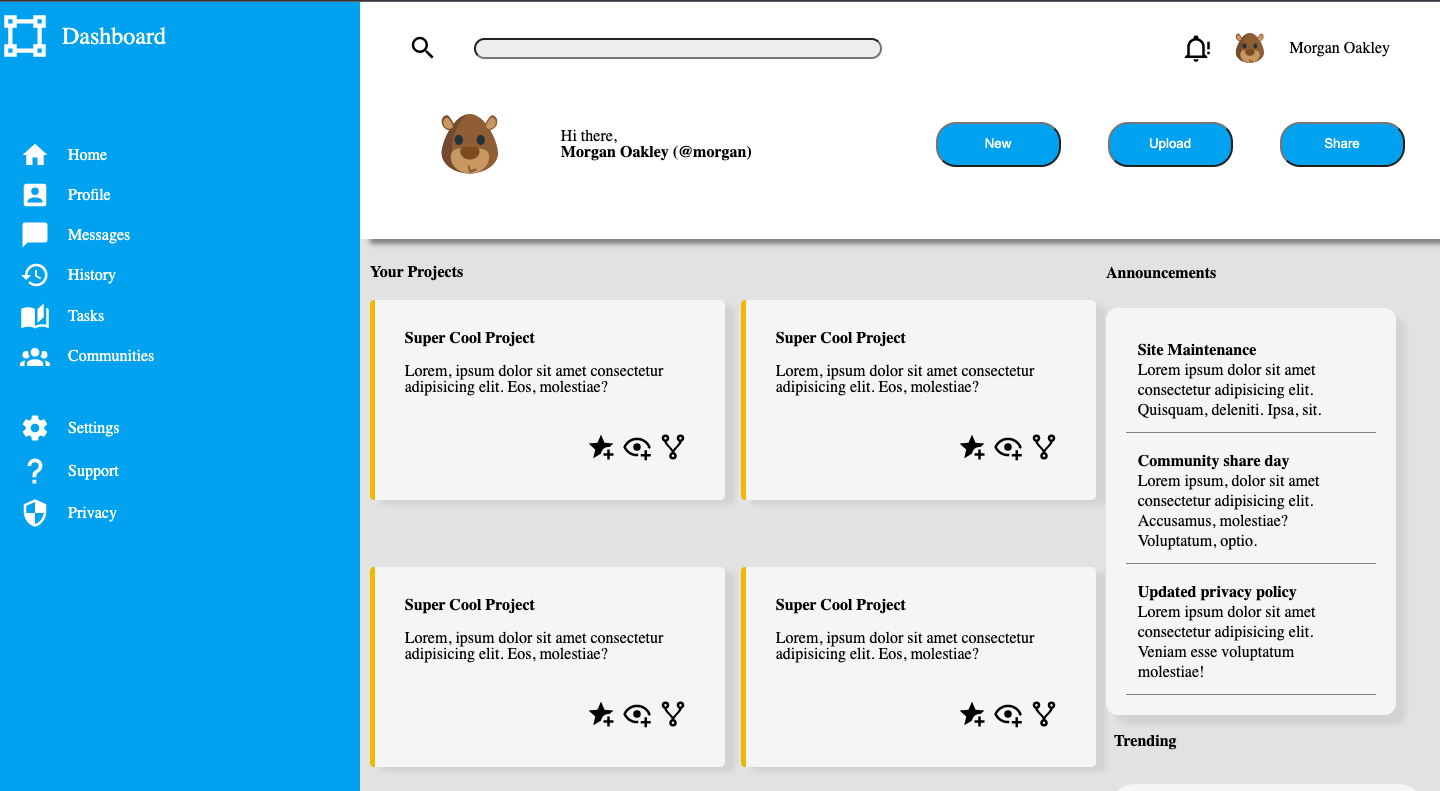 Dashboard
Home
Profile
Messages
History
Tasks
Communities
Settings
Support
Privacy
Morgan Oakley
Hi there,
Morgan Oakley (@morgan)
New
Upload
Share
Your Projects
Super Cool Project
Lorem, ipsum dolor sit amet consectetur
adipisicing elit. Eos, molestiae?
Super Cool Project
Lorem, ipsum dolor sit amet consectetur
adipisicing elit. Eos, molestiae?
Super Cool Project
Lorem, ipsum dolor sit amet consectetur
adipisicing elit. Eos, molestiae?
Super Cool Project
Lorem, ipsum dolor sit amet consectetur
adipisicing elit. Eos, molestiae?
Announcements
Site Maintenance
Lorem ipsum dolor sit amet
consectetur adipisicing elit.
Quisquam, deleniti. Ipsa, sit.
Community share day
Lorem ipsum, dolor sit amet
consectetur adipisicing elit.
Accusamus, molestiae?
Voluptatum, optio.
Updated privacy policy
Lorem ipsum dolor sit amet
consectetur adipisicing elit.
Veniam esse voluptatum
molestiae!
Trending